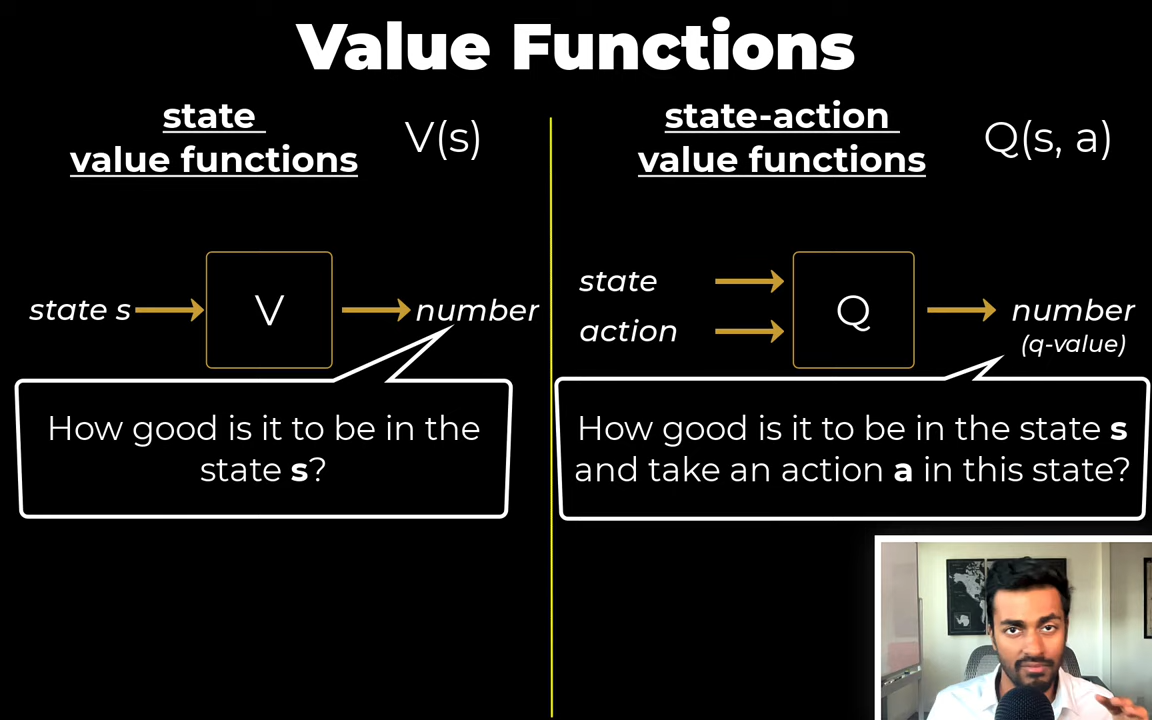 Value Functions
state
value functions
V(s)
state s
V
number
How good is it to be in the
state s?
state-action
value functions
Q(s, a)
state
action
Q
number
(q-value)
How good is it to be in the state s
and take an action a in this state?